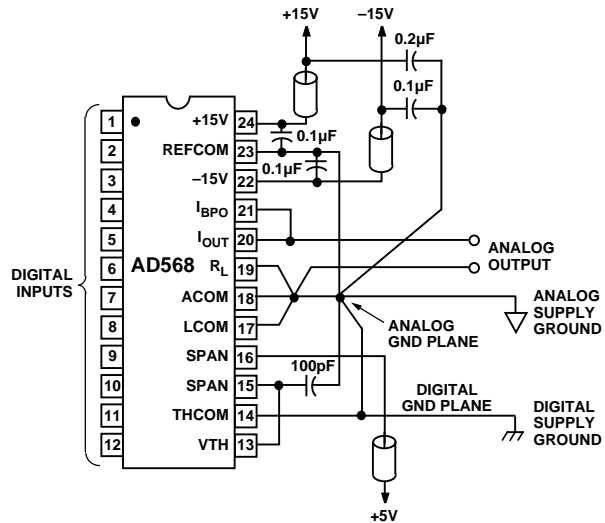 +15V
–15V
0.2µF
0.1µF
1
2
3
4
5
6
7
8
9
10
11
12
DIGITAL
INPUTS
AD568
+15V 24
REFCOM 23
–15V 22
IBPO 21
IOUT 20
RL 19
ACOM 18
LCOM 17
SPAN 16
SPAN 15
THCOM 14
VTH 13
0.1µF
0.1µF
100pF
ANALOG
OUTPUT
ANALOG
GND PLANE
ANALOG
SUPPLY
GROUND
DIGITAL
GND PLANE
DIGITAL
SUPPLY
GROUND
+5V